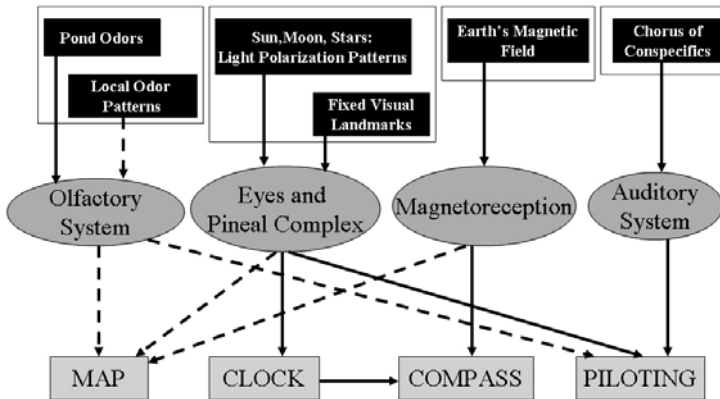 Pond Odors
Local Odor
Patterns
Sun,Moon, Stars:
Light Polarization Patterns
Fixed Visual
Landmarks
Earth's Magnetic
Field
Chorus of
Conspecifics
Olfactory
System
Eyes and
Pineal Complex
Magnetoreception
Auditory
System
MAP
CLOCK
COMPASS
PILOTING